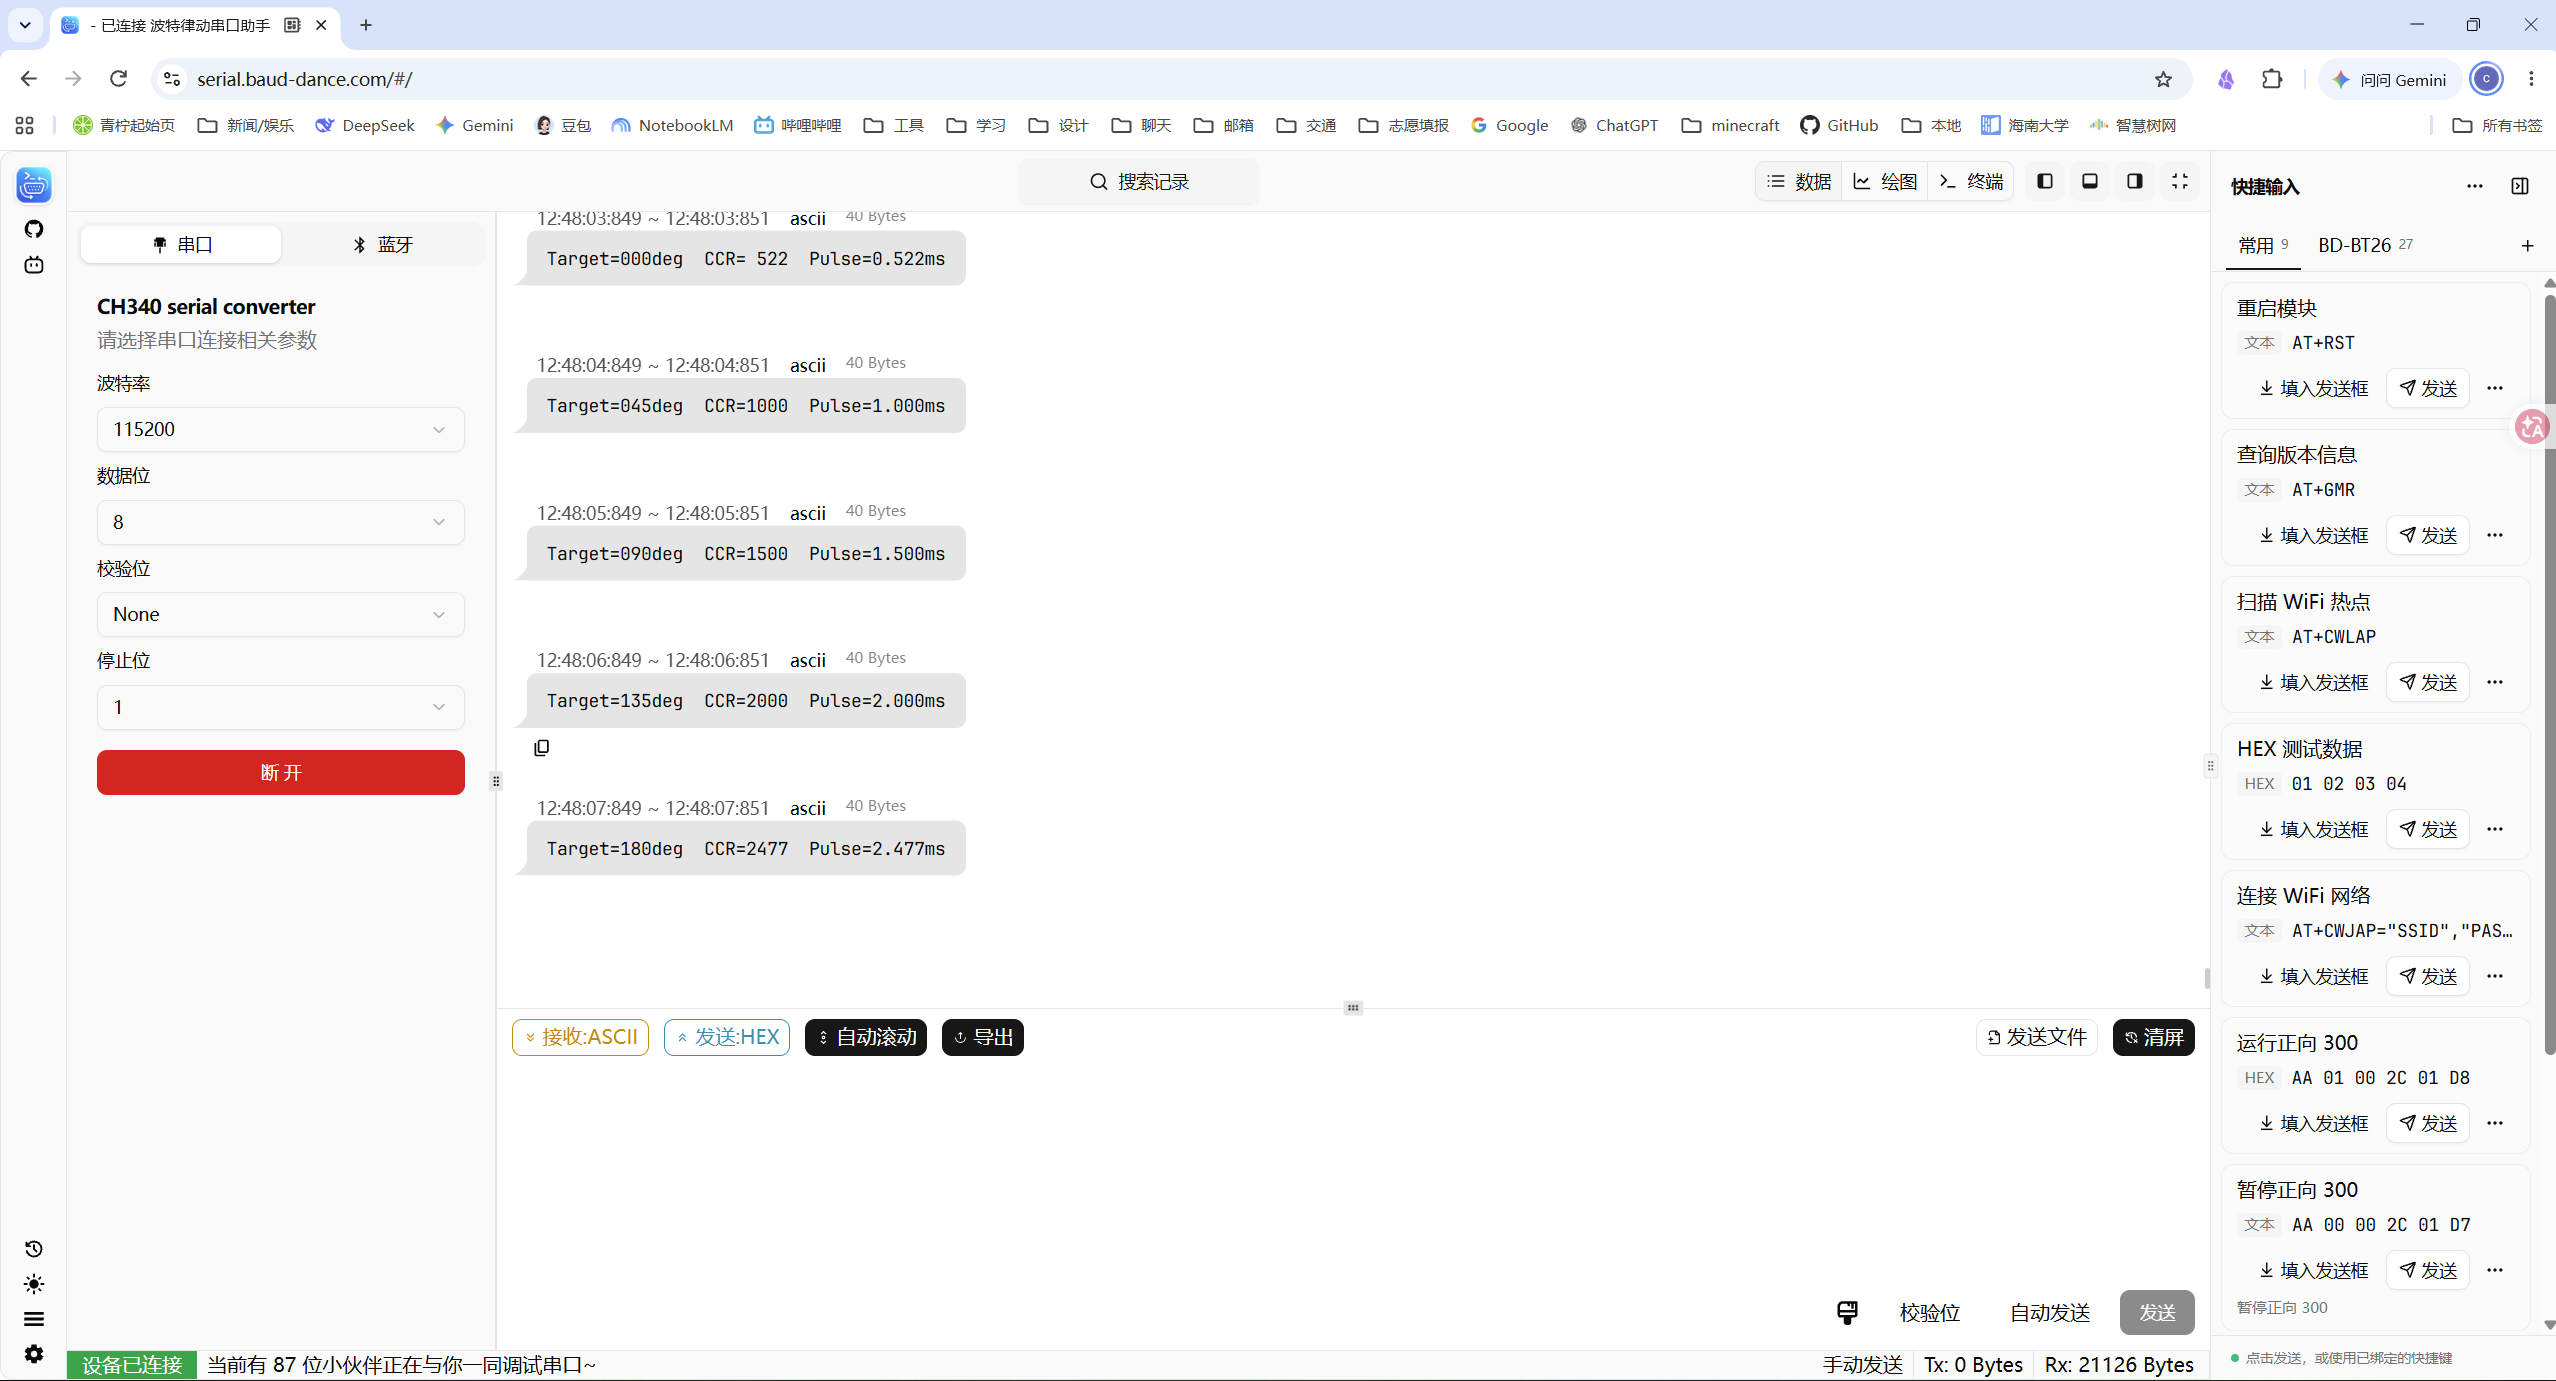 - 已连接 波特律动串口助手
serial.baud-dance.com/#/
问问 Gemini
C
青柠起始页 新闻/娱乐 DeepSeek Gemini 豆包 NotebookLM 哔哩哔哩 工具 学习 设计 聊天 邮箱 交通 志愿填报 Google ChatGPT minecraft GitHub 本地 海南大学 智慧树网 所有书签
搜索记录
数据 绘图 终端
串口 蓝牙
CH340 serial converter
请选择串口连接相关参数
波特率
115200
数据位
8
校验位
None
停止位
1
断开
12:48:03:849 ~ 12:48:03:851 ascii 40 Bytes
Target=000deg CCR= 522 Pulse=0.522ms
12:48:04:849 ~ 12:48:04:851 ascii 40 Bytes
Target=045deg CCR=1000 Pulse=1.000ms
12:48:05:849 ~ 12:48:05:851 ascii 40 Bytes
Target=090deg CCR=1500 Pulse=1.500ms
12:48:06:849 ~ 12:48:06:851 ascii 40 Bytes
Target=135deg CCR=2000 Pulse=2.000ms
12:48:07:849 ~ 12:48:07:851 ascii 40 Bytes
Target=180deg CCR=2477 Pulse=2.477ms
接收:ASCII 发送:HEX 自动滚动 导出 发送文件 清屏
校验位 自动发送 发送
设备已连接 当前有 87 位小伙伴正在与你一同调试串口~ 手动发送 Tx: 0 Bytes Rx: 21126 Bytes
快捷输入
常用 9 BD-BT26 27
重启模块
文本 AT+RST
填入发送框 发送
查询版本信息
文本 AT+GMR
填入发送框 发送
扫描 WiFi 热点
文本 AT+CWLAP
填入发送框 发送
HEX 测试数据
HEX 01 02 03 04
填入发送框 发送
连接 WiFi 网络
文本 AT+CWJAP="SSID","PAS…
填入发送框 发送
运行正向 300
HEX AA 01 00 2C 01 D8
填入发送框 发送
暂停正向 300
文本 AA 00 00 2C 01 D7
填入发送框 发送
暂停正向 300
点击发送，或使用已绑定的快捷键